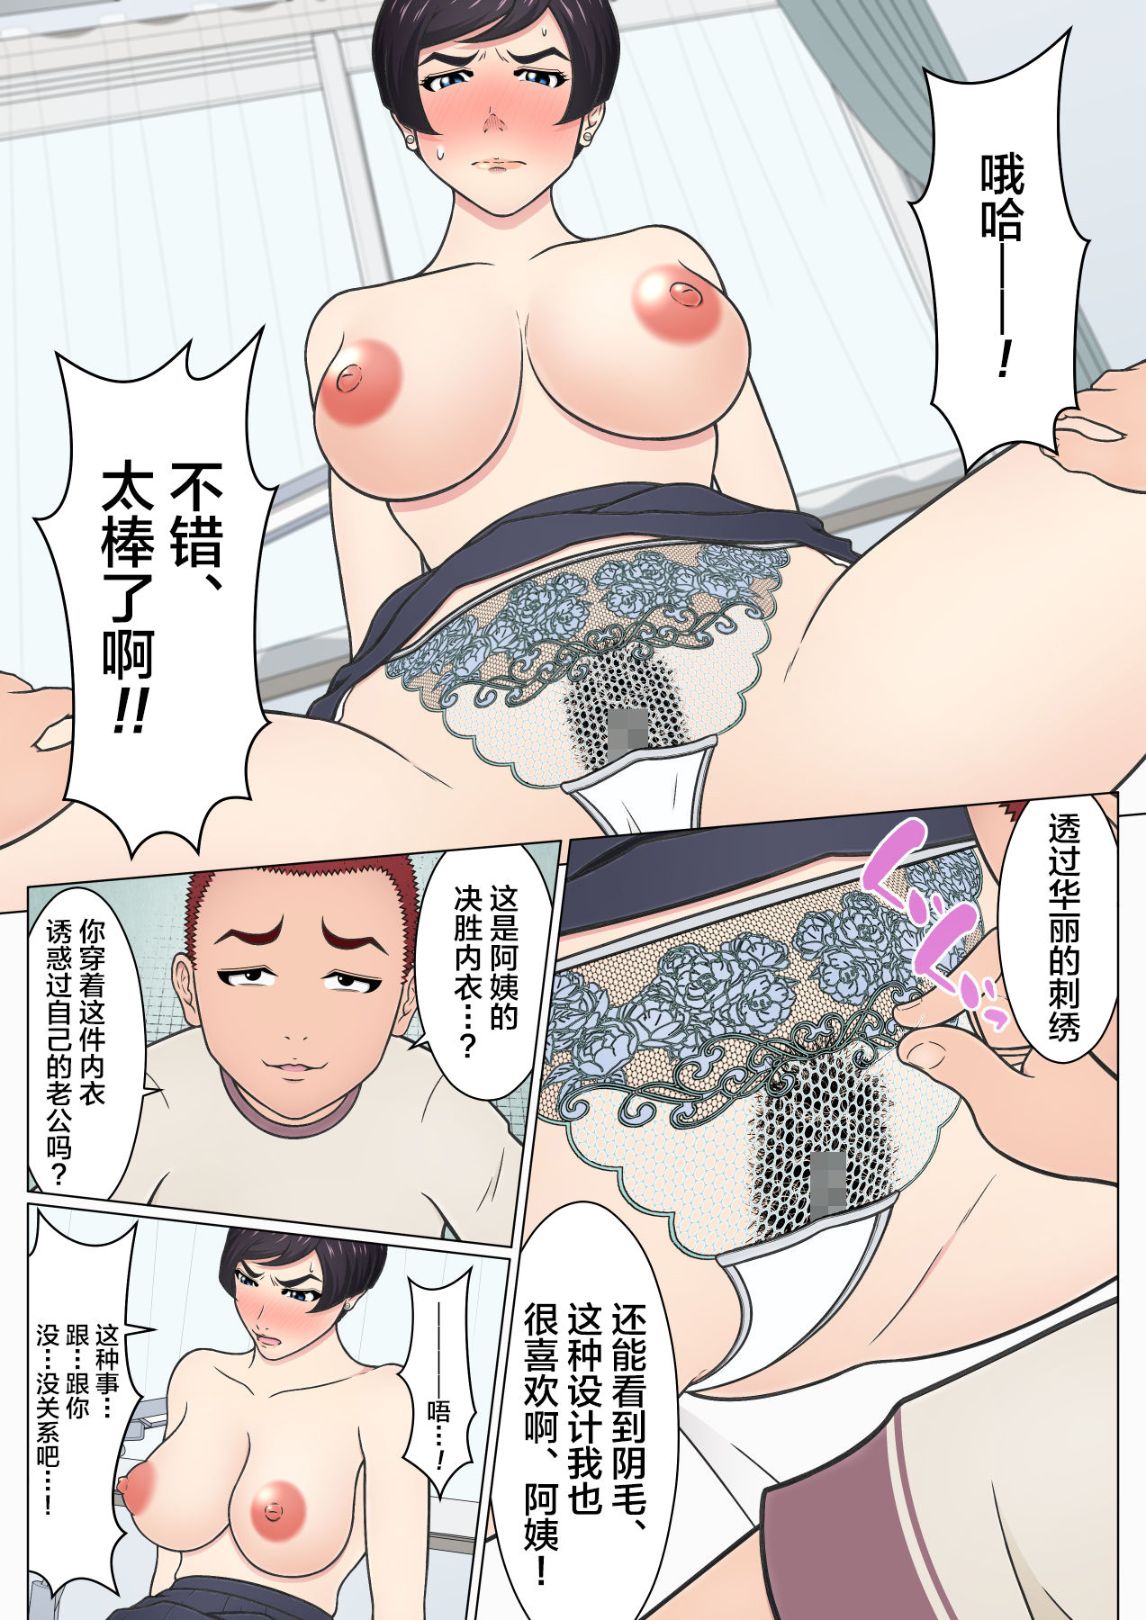 哦哈————!
不错、
太棒了啊!!
透过华丽的刺绣
还能看到阴毛、
这种设计我也
很喜欢啊、阿姨!
这是阿姨的
决胜内衣…?
你穿着这件内衣
诱惑过自己的老公吗?
————唔…!
这种事…
跟…跟你
没…没关系吧…!